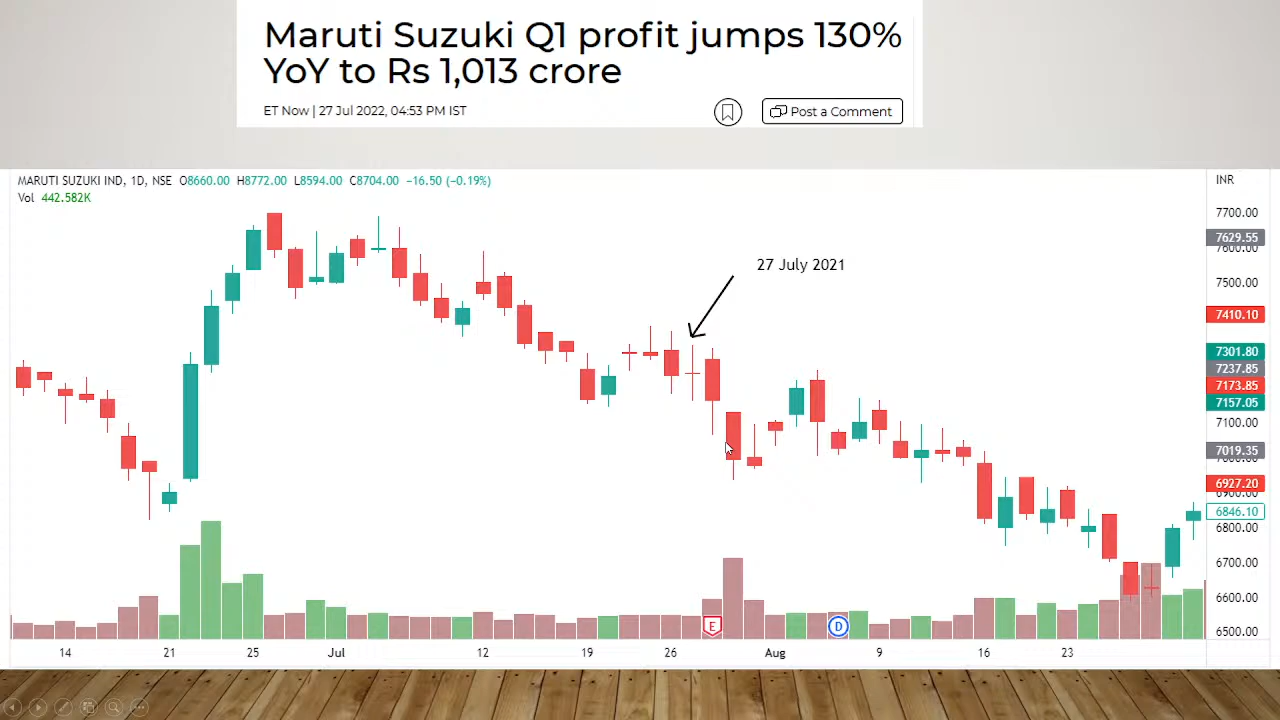 Maruti Suzuki Q1 profit jumps 130%
YoY to Rs 1,013 crore
ET Now | 27 Jul 2022, 04:53 PM IST
Post a Comment
MARUTI SUZUKI IND, 1D, NSE O8660.00 H8772.00 L8594.00 C8704.00 −16.50 (−0.19%)
INR
Vol 442.582K
7700.00
7629.55
7600.00
27 July 2021
7500.00
7410.10
7301.80
7237.85
7173.85
7157.05
7100.00
7019.35
7000.00
6927.20
6900.00
6846.10
6800.00
6700.00
6600.00
E
D
6500.00
14 21 25 Jul 12 19 26 Aug 9 16 23